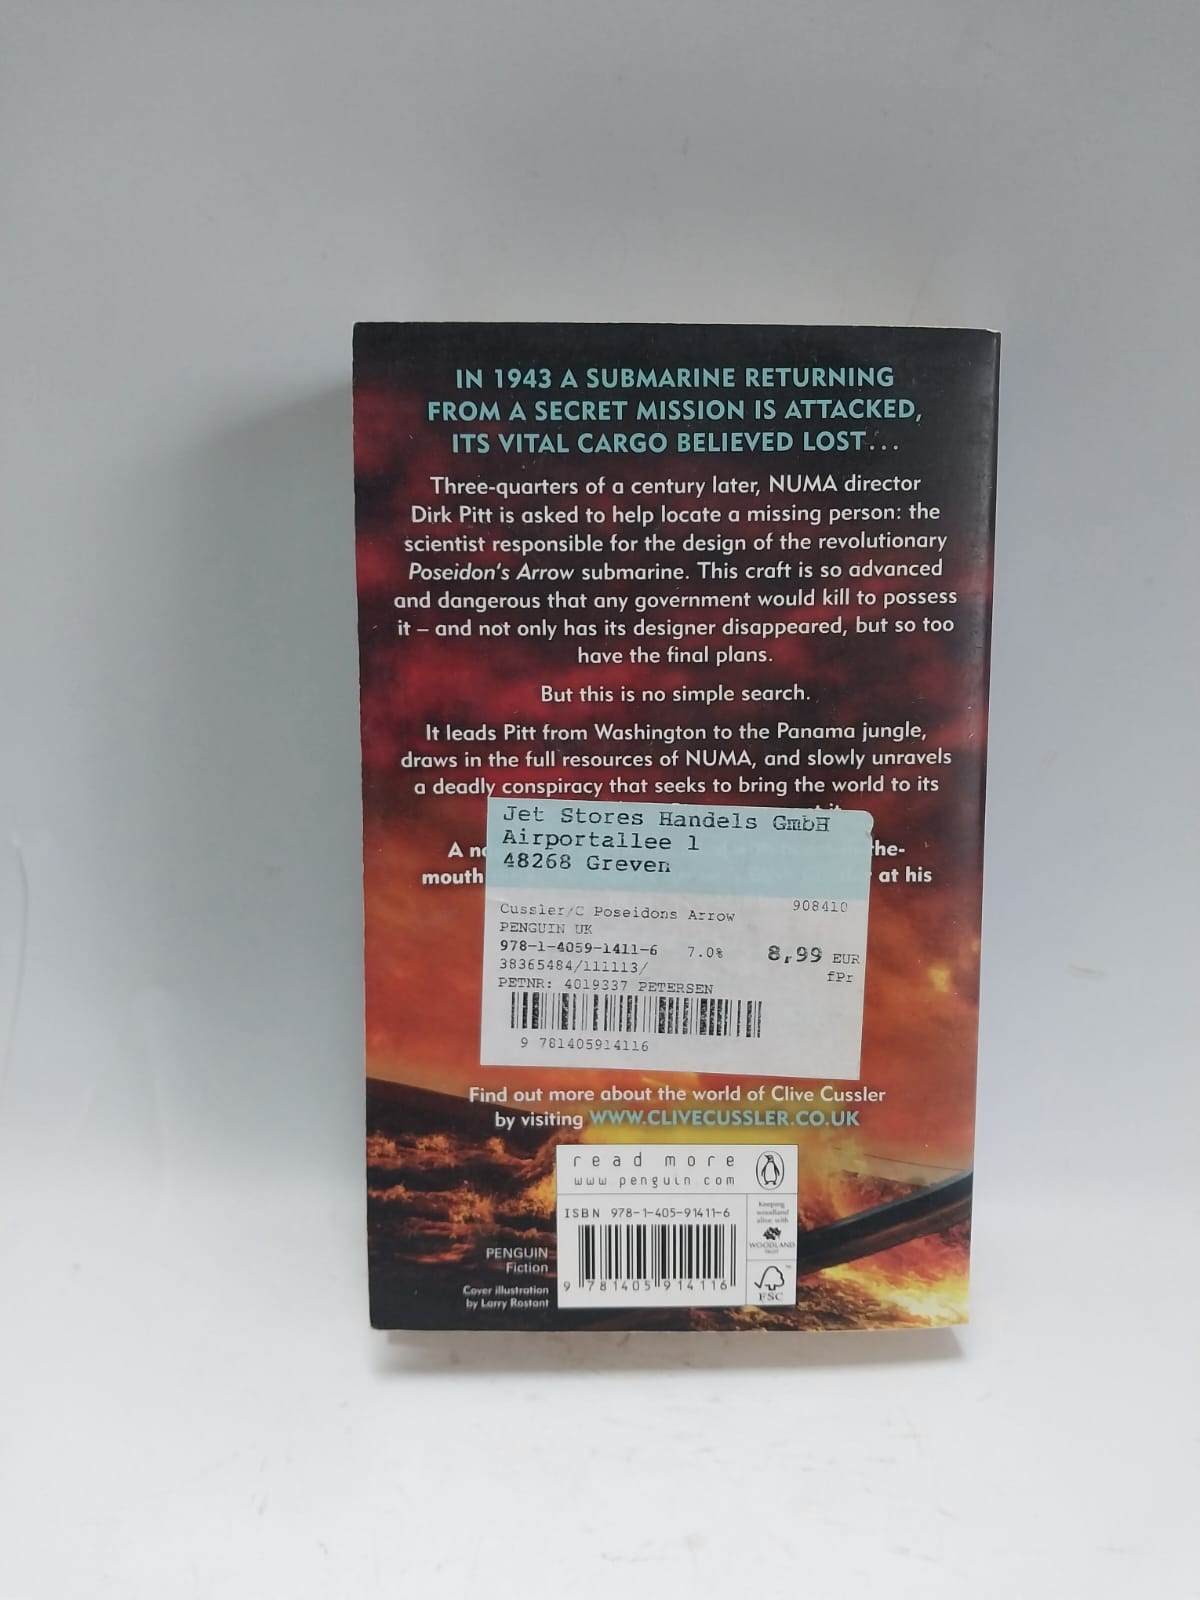 IN 1943 A SUBMARINE RETURNING
FROM A SECRET MISSION IS ATTACKED,
ITS VITAL CARGO BELIEVED LOST...
Three-quarters of a century later, NUMA director
Dirk Pitt is asked to help locate a missing person: the
scientist responsible for the design of the revolutionary
Poseidon's Arrow submarine. This craft is so advanced
and dangerous that any government would kill to possess
it – and not only has its designer disappeared, but so too
have the final plans.
But this is no simple search.
It leads Pitt from Washington to the Panama jungle,
draws in the full resources of NUMA, and slowly unravels
a deadly conspiracy that seeks to bring the world to its
A no
he-
mouth
at his
Jet Stores Handels GmbH
Airportallee 1
48268 Greven
908410
Cussler/C Poseidons Arrow
PENGUIN UK
978-1-4059-1411-6 7.0% 8,99 EUR
38365484/111113/ fPr
PETNR: 4019337 PETERSEN
9 781405914116
Find out more about the world of Clive Cussler
by visiting WWW.CLIVECUSSLER.CO.UK
read more
www.penguin.com
ISBN 978-1-405-91411-6
Keeping
woodland
alive with
WOODLAND
TRUST
9 781405 914116
FSC™
PENGUIN
Fiction
Cover illustration
by Larry Rostant